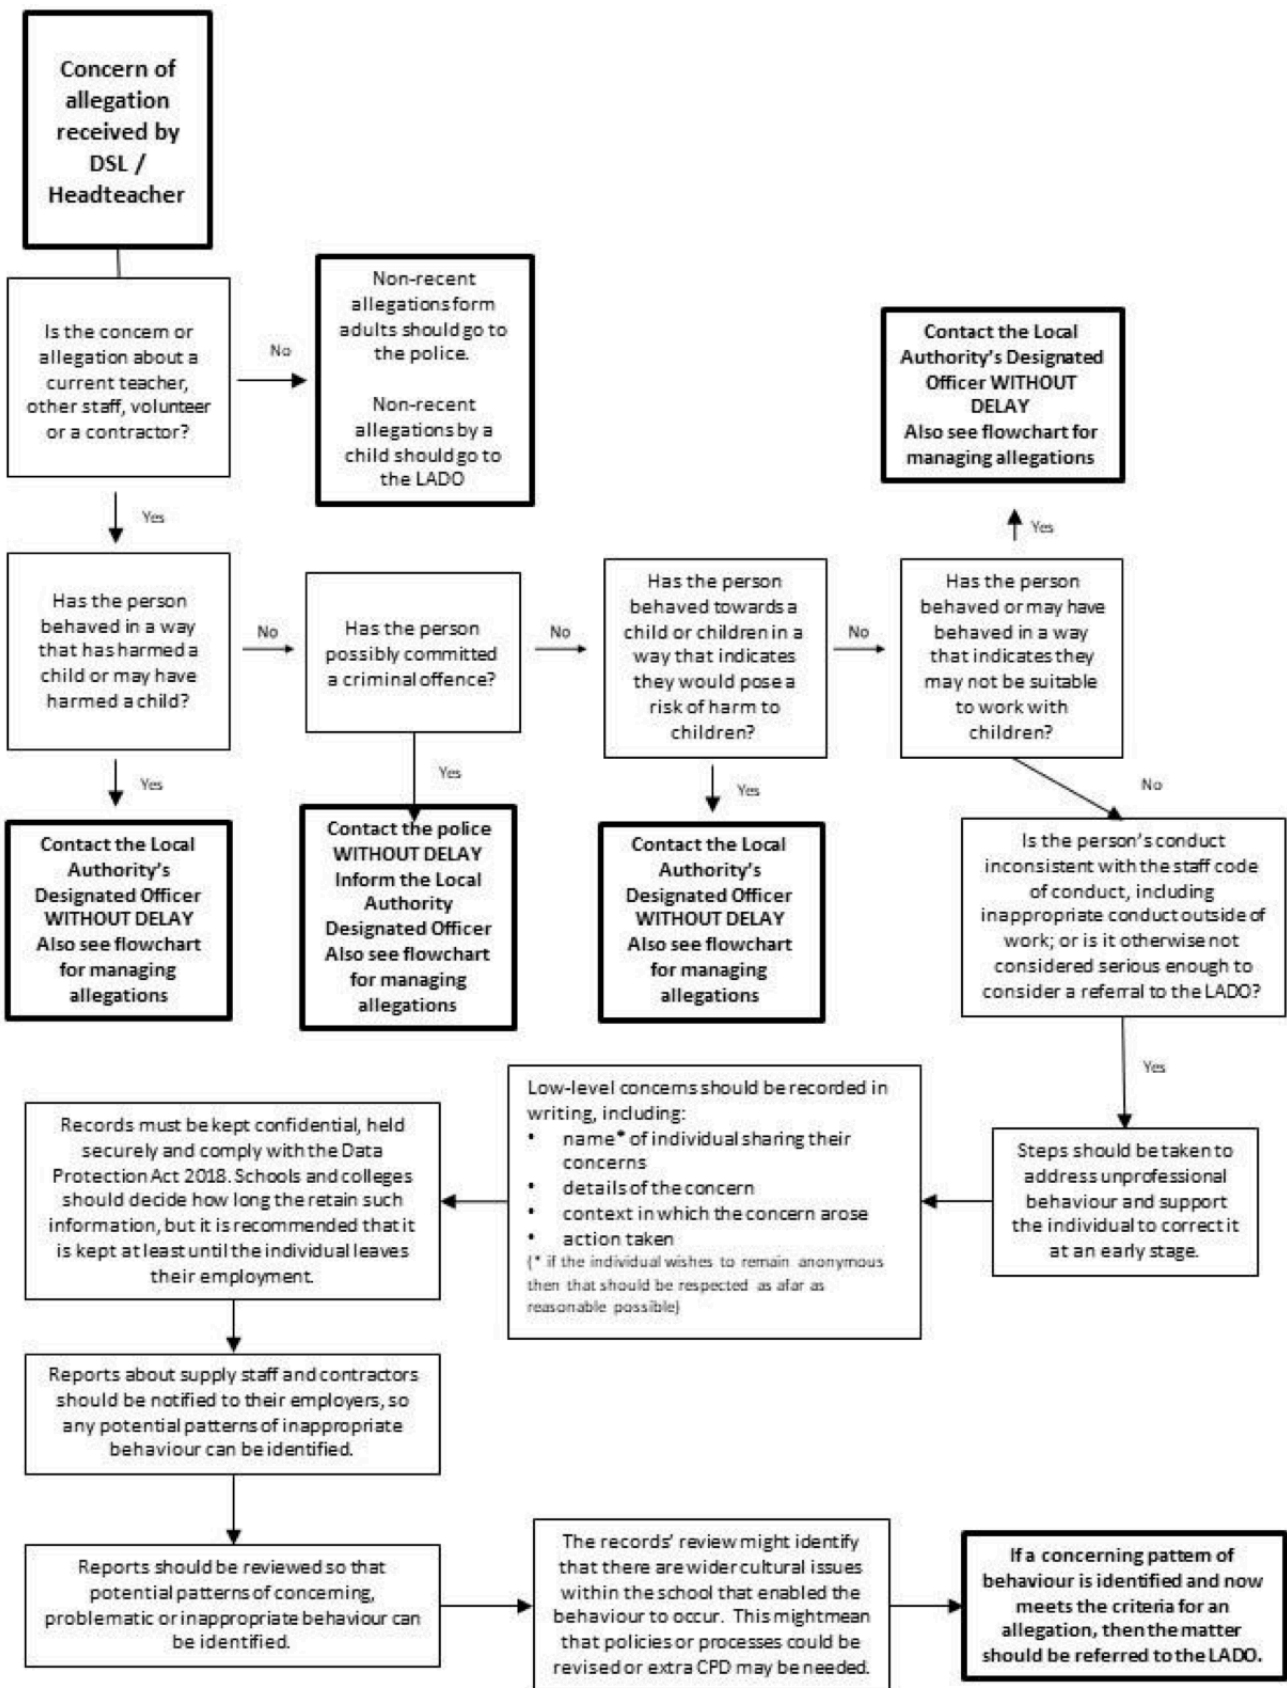 Concern of
allegation
received by
DSL /
Headteacher
Is the concern or
allegation about a
current teacher,
other staff, volunteer
or a contractor?
No
Non-recent
allegations form
adults should go to
the police.
Non-recent
allegations by a
child should go to
the LADO
Contact the Local
Authority's Designated
Officer WITHOUT
DELAY
Also see flowchart for
managing allegations
Yes
Yes
Has the person
behaved in a way
that has harmed a
child or may have
harmed a child?
No
Has the person
possibly committed
a criminal offence?
No
Has the person
behaved towards a
child or children in a
way that indicates
they would pose a
risk of harm to
children?
No
Has the person
behaved or may have
behaved in a way
that indicates they
may not be suitable
to work with
children?
Yes
Yes
Yes
No
Contact the Local
Authority's
Designated Officer
WITHOUT DELAY
Also see flowchart
for managing
allegations
Contact the police
WITHOUT DELAY
Inform the Local
Authority
Designated Officer
Also see flowchart
for managing
allegations
Contact the Local
Authority's
Designated Officer
WITHOUT DELAY
Also see flowchart
for managing
allegations
Is the person's conduct
inconsistent with the staff code
of conduct, including
inappropriate conduct outside of
work; or is it otherwise not
considered serious enough to
consider a referral to the LADO?
Yes
Steps should be taken to
address unprofessional
behaviour and support
the individual to correct it
at an early stage.
Low-level concerns should be recorded in
writing, including:
• name* of individual sharing their
concerns
• details of the concern
• context in which the concern arose
• action taken
(* if the individual wishes to remain anonymous
then that should be respected as afar as
reasonable possible)
Records must be kept confidential, held
securely and comply with the Data
Protection Act 2018. Schools and colleges
should decide how long the retain such
information, but it is recommended that it
is kept at least until the individual leaves
their employment.
Reports about supply staff and contractors
should be notified to their employers, so
any potential patterns of inappropriate
behaviour can be identified.
Reports should be reviewed so that
potential patterns of concerning,
problematic or inappropriate behaviour can
be identified.
The records' review might identify
that there are wider cultural issues
within the school that enabled the
behaviour to occur. This might mean
that policies or processes could be
revised or extra CPD may be needed.
If a concerning pattern of
behaviour is identified and now
meets the criteria for an
allegation, then the matter
should be referred to the LADO.